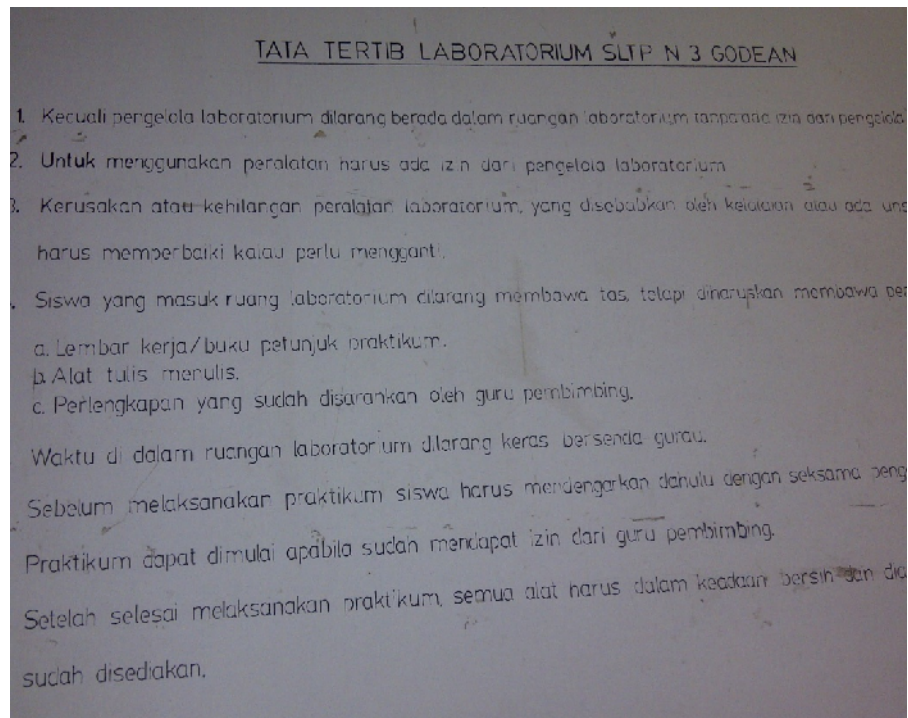 TATA TERTIB LABORATORIUM SLTP N 3 GODEAN
1. Kecuali pengelola laboratorium dilarang berada dalam ruangan laboratorium tanpa ada izin dari pengelola
2. Untuk menggunakan peralatan harus ada izin dari pengelola laboratorium
3. Kerusakan atau kehilangan peralatan laboratorium, yang disebabkan oleh kelalaian atau ada uns
harus memperbaiki kalau perlu mengganti.
. Siswa yang masuk ruang laboratorium dilarang membawa tas, tetapi diharuskan membawa per
a. Lembar kerja/buku petunjuk praktikum.
b. Alat tulis menulis.
c. Perlengkapan yang sudah disarankan oleh guru pembimbing.
Waktu di dalam ruangan laboratorium dilarang keras bersenda gurau.
Sebelum melaksanakan praktikum siswa harus mendengarkan dahulu dengan seksama peng
Praktikum dapat dimulai apabila sudah mendapat izin dari guru pembimbing.
Setelah selesai melaksanakan praktikum, semua alat harus dalam keadaan bersih dan dic
sudah disediakan.